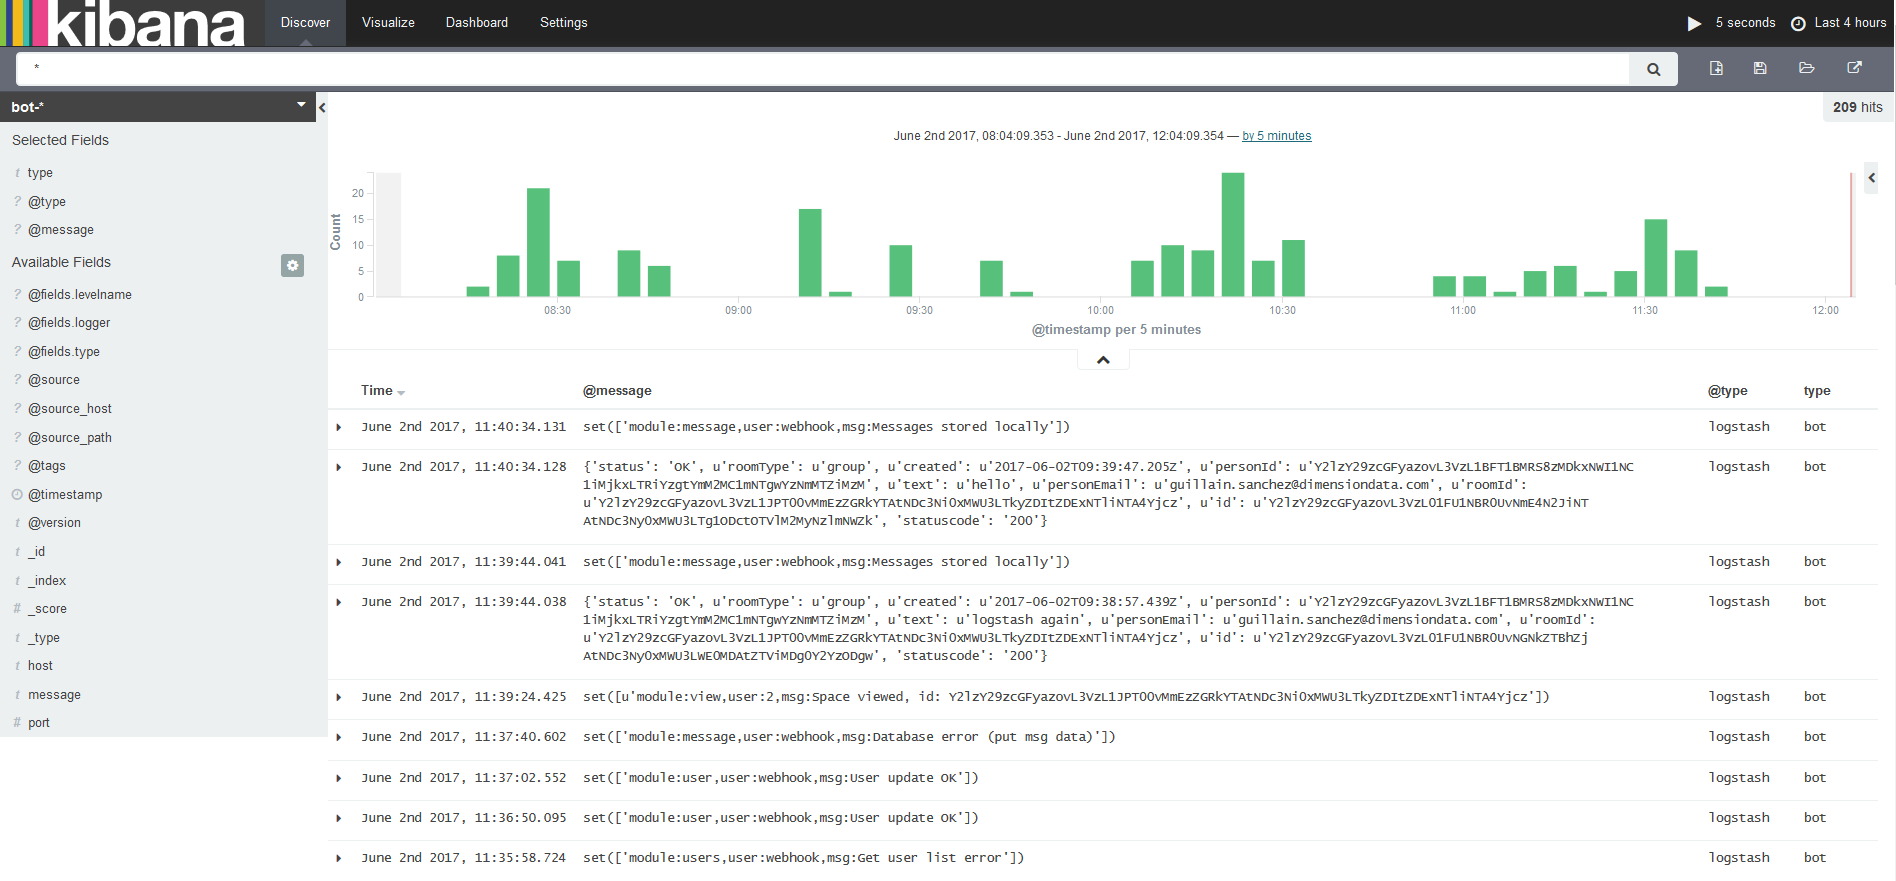 kibana
Discover
Visualize
Dashboard
Settings
5 seconds
Last 4 hours
*
bot-*
209 hits
Selected Fields
t type
? @type
? @message
Available Fields
? @fields.levelname
? @fields.logger
? @fields.type
? @source
? @source_host
? @source_path
? @tags
@timestamp
t @version
t _id
t _index
# _score
t _type
t host
t message
# port
June 2nd 2017, 08:04:09.353 - June 2nd 2017, 12:04:09.354 — by 5 minutes
Count
20
15
10
5
0
08:30
09:00
09:30
10:00
10:30
11:00
11:30
12:00
@timestamp per 5 minutes
Time @message @type type
June 2nd 2017, 11:40:34.131 set(['module:message,user:webhook,msg:Messages stored locally']) logstash bot
June 2nd 2017, 11:40:34.128 {'status': 'OK', u'roomType': u'group', u'created': u'2017-06-02T09:39:47.205Z', u'personId': u'Y2lzY29zcGFyazovL3VzL1BFT1BMRS8zMDkxNWI1NC logstash bot
1iMjkxLTRiYzgtYmM2MC1mNTgwYzNmMTZiMzM', u'text': u'hello', u'personEmail': u'guillain.sanchez@dimensiondata.com', u'roomId':
u'Y2lzY29zcGFyazovL3VzL1JPT00vMmEzZGRkYTAtNDc3Ni0xMWU3LTkyZDItZDExNTliNTA4Yjcz', u'id': u'Y2lzY29zcGFyazovL3VzL01FU1NBR0UvNmE4N2JiNT
AtNDc3Ny0xMWU3LTg1ODctOTVlM2MyNzlmNWZk', 'statuscode': '200'}
June 2nd 2017, 11:39:44.041 set(['module:message,user:webhook,msg:Messages stored locally']) logstash bot
June 2nd 2017, 11:39:44.038 {'status': 'OK', u'roomType': u'group', u'created': u'2017-06-02T09:38:57.439Z', u'personId': u'Y2lzY29zcGFyazovL3VzL1BFT1BMRS8zMDkxNWI1NC logstash bot
1iMjkxLTRiYzgtYmM2MC1mNTgwYzNmMTZiMzM', u'text': u'logstash again', u'personEmail': u'guillain.sanchez@dimensiondata.com', u'roomId':
u'Y2lzY29zcGFyazovL3VzL1JPT00vMmEzZGRkYTAtNDc3Ni0xMWU3LTkyZDItZDExNTliNTA4Yjcz', u'id': u'Y2lzY29zcGFyazovL3VzL01FU1NBR0UvNGNkZTBhZj
AtNDc3Ny0xMWU3LWE0MDAtZTViMDg0Y2YzODgw', 'statuscode': '200'}
June 2nd 2017, 11:39:24.425 set([u'module:view,user:2,msg:Space viewed, id: Y2lzY29zcGFyazovL3VzL1JPT00vMmEzZGRkYTAtNDc3Ni0xMWU3LTkyZDItZDExNTliNTA4Yjcz']) logstash bot
June 2nd 2017, 11:37:40.602 set(['module:message,user:webhook,msg:Database error (put msg data)']) logstash bot
June 2nd 2017, 11:37:02.552 set(['module:user,user:webhook,msg:User update OK']) logstash bot
June 2nd 2017, 11:36:50.095 set(['module:user,user:webhook,msg:User update OK']) logstash bot
June 2nd 2017, 11:35:58.724 set(['module:users,user:webhook,msg:Get user list error']) logstash bot